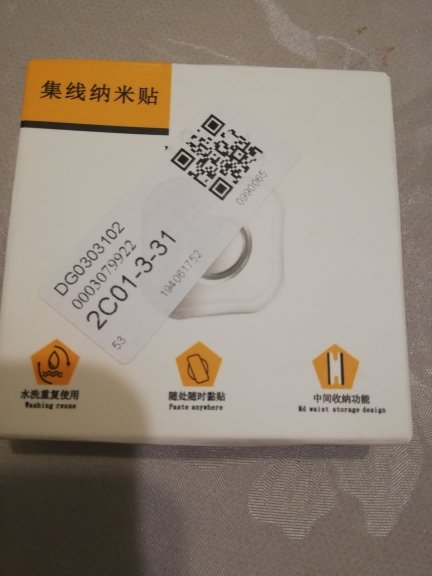 集线纳米贴
DG0303102
0003079922
2C01-3-31
53
194061752
0990065
水洗重复使用
Washing reuse
随处随时黏贴
Paste anywhere
中间收纳功能
Md waist storage design